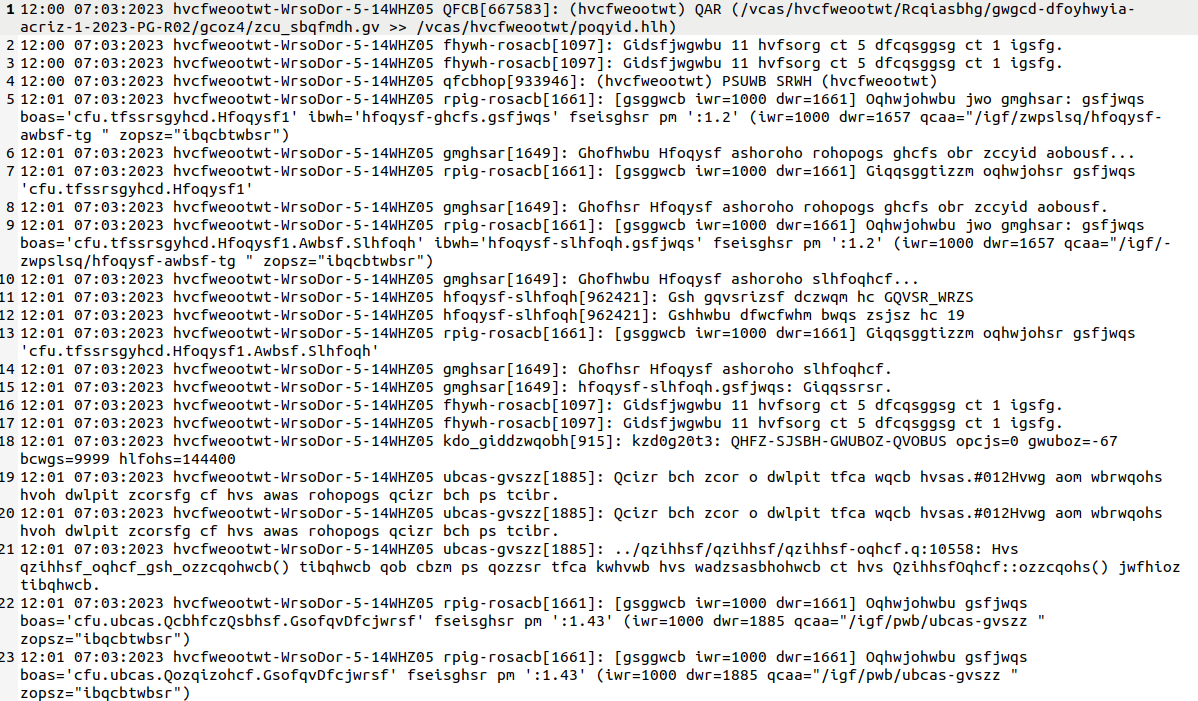 1 12:00 07:03:2023 hvcfweootwt-WrsoDor-5-14WHZ05 QFCB[667583]: (hvcfweootwt) QAR (/vcas/hvcfweootwt/Rcqiasbhg/gwgcd-dfoyhwyia-
acriz-1-2023-PG-R02/gcoz4/zcu_sbqfmdh.gv >> /vcas/hvcfweootwt/poqyid.hlh)
2 12:00 07:03:2023 hvcfweootwt-WrsoDor-5-14WHZ05 fhywh-rosacb[1097]: Gidsfjwgwbu 11 hvfsorg ct 5 dfcqsggsg ct 1 igsfg.
3 12:00 07:03:2023 hvcfweootwt-WrsoDor-5-14WHZ05 fhywh-rosacb[1097]: Gidsfjwgwbu 11 hvfsorg ct 5 dfcqsggsg ct 1 igsfg.
4 12:00 07:03:2023 hvcfweootwt-WrsoDor-5-14WHZ05 qfcbhop[933946]: (hvcfweootwt) PSUWB SRWH (hvcfweootwt)
5 12:01 07:03:2023 hvcfweootwt-WrsoDor-5-14WHZ05 rpig-rosacb[1661]: [gsggwcb iwr=1000 dwr=1661] Oqhwjohwbu jwo gmghsar: gsfjwqs
boas='cfu.tfssrsgyhcd.Hfoqysf1' ibwh='hfoqysf-ghcfs.gsfjwqs' fseisghsr pm ':1.2' (iwr=1000 dwr=1657 qcaa="/igf/zwpslsq/hfoqysf-
awbsf-tg " zopsz="ibqcbtwbsr")
6 12:01 07:03:2023 hvcfweootwt-WrsoDor-5-14WHZ05 gmghsar[1649]: Ghofhwbu Hfoqysf ashoroho rohopogs ghcfs obr zccyid aobousf...
7 12:01 07:03:2023 hvcfweootwt-WrsoDor-5-14WHZ05 rpig-rosacb[1661]: [gsggwcb iwr=1000 dwr=1661] Giqqsggtizzm oqhwjohsr gsfjwqs
'cfu.tfssrsgyhcd.Hfoqysf1'
8 12:01 07:03:2023 hvcfweootwt-WrsoDor-5-14WHZ05 gmghsar[1649]: Ghofhsr Hfoqysf ashoroho rohopogs ghcfs obr zccyid aobousf.
9 12:01 07:03:2023 hvcfweootwt-WrsoDor-5-14WHZ05 rpig-rosacb[1661]: [gsggwcb iwr=1000 dwr=1661] Oqhwjohwbu jwo gmghsar: gsfjwqs
boas='cfu.tfssrsgyhcd.Hfoqysf1.Awbsf.Slhfoqh' ibwh='hfoqysf-slhfoqh.gsfjwqs' fseisghsr pm ':1.2' (iwr=1000 dwr=1657 qcaa="/igf/-
zwpslsq/hfoqysf-awbsf-tg " zopsz="ibqcbtwbsr")
10 12:01 07:03:2023 hvcfweootwt-WrsoDor-5-14WHZ05 gmghsar[1649]: Ghofhwbu Hfoqysf ashoroho slhfoqhcf...
11 12:01 07:03:2023 hvcfweootwt-WrsoDor-5-14WHZ05 hfoqysf-slhfoqh[962421]: Gsh gqvsrizsf dczwqm hc GQVSR_WRZS
12 12:01 07:03:2023 hvcfweootwt-WrsoDor-5-14WHZ05 hfoqysf-slhfoqh[962421]: Gshhwbu dfwcfwhm bwqs zsjsz hc 19
13 12:01 07:03:2023 hvcfweootwt-WrsoDor-5-14WHZ05 rpig-rosacb[1661]: [gsggwcb iwr=1000 dwr=1661] Giqqsggtizzm oqhwjohsr gsfjwqs
'cfu.tfssrsgyhcd.Hfoqysf1.Awbsf.Slhfoqh'
14 12:01 07:03:2023 hvcfweootwt-WrsoDor-5-14WHZ05 gmghsar[1649]: Ghofhsr Hfoqysf ashoroho slhfoqhcf.
15 12:01 07:03:2023 hvcfweootwt-WrsoDor-5-14WHZ05 gmghsar[1649]: hfoqysf-slhfoqh.gsfjwqs: Giqqssrsr.
16 12:01 07:03:2023 hvcfweootwt-WrsoDor-5-14WHZ05 fhywh-rosacb[1097]: Gidsfjwgwbu 11 hvfsorg ct 5 dfcqsggsg ct 1 igsfg.
17 12:01 07:03:2023 hvcfweootwt-WrsoDor-5-14WHZ05 fhywh-rosacb[1097]: Gidsfjwgwbu 11 hvfsorg ct 5 dfcqsggsg ct 1 igsfg.
18 12:01 07:03:2023 hvcfweootwt-WrsoDor-5-14WHZ05 kdo_giddzwqobh[915]: kzd0g20t3: QHFZ-SJSBH-GWUBOZ-QVOBUS opcjs=0 gwuboz=-67
bcwgs=9999 hlfohs=144400
19 12:01 07:03:2023 hvcfweootwt-WrsoDor-5-14WHZ05 ubcas-gvszz[1885]: Qcizr bch zcor o dwlpit tfca wqcb hvsas.#012Hvwg aom wbrwqohs
hvoh dwlpit zcorsfg cf hvs awas rohopogs qcizr bch ps tcibr.
20 12:01 07:03:2023 hvcfweootwt-WrsoDor-5-14WHZ05 ubcas-gvszz[1885]: Qcizr bch zcor o dwlpit tfca wqcb hvsas.#012Hvwg aom wbrwqohs
hvoh dwlpit zcorsfg cf hvs awas rohopogs qcizr bch ps tcibr.
21 12:01 07:03:2023 hvcfweootwt-WrsoDor-5-14WHZ05 ubcas-gvszz[1885]: ../qzihhsf/qzihhsf/qzihhsf-oqhcf.q:10558: Hvs
qzihhsf_oqhcf_gsh_ozzcqohwcb() tibqhwcb qob cbzm ps qozzsr tfca kwhvwb hvs wadzsasbhohwcb ct hvs QzihhsfOqhcf::ozzcqohs() jwfhioz
tibqhwcb.
22 12:01 07:03:2023 hvcfweootwt-WrsoDor-5-14WHZ05 rpig-rosacb[1661]: [gsggwcb iwr=1000 dwr=1661] Oqhwjohwbu gsfjwqs
boas='cfu.ubcas.QcbhfczQsbhsf.GsofqvDfcjwrsf' fseisghsr pm ':1.43' (iwr=1000 dwr=1885 qcaa="/igf/pwb/ubcas-gvszz "
zopsz="ibqcbtwbsr")
23 12:01 07:03:2023 hvcfweootwt-WrsoDor-5-14WHZ05 rpig-rosacb[1661]: [gsggwcb iwr=1000 dwr=1661] Oqhwjohwbu gsfjwqs
boas='cfu.ubcas.Qozqizohcf.GsofqvDfcjwrsf' fseisghsr pm ':1.43' (iwr=1000 dwr=1885 qcaa="/igf/pwb/ubcas-gvszz "
zopsz="ibqcbtwbsr")